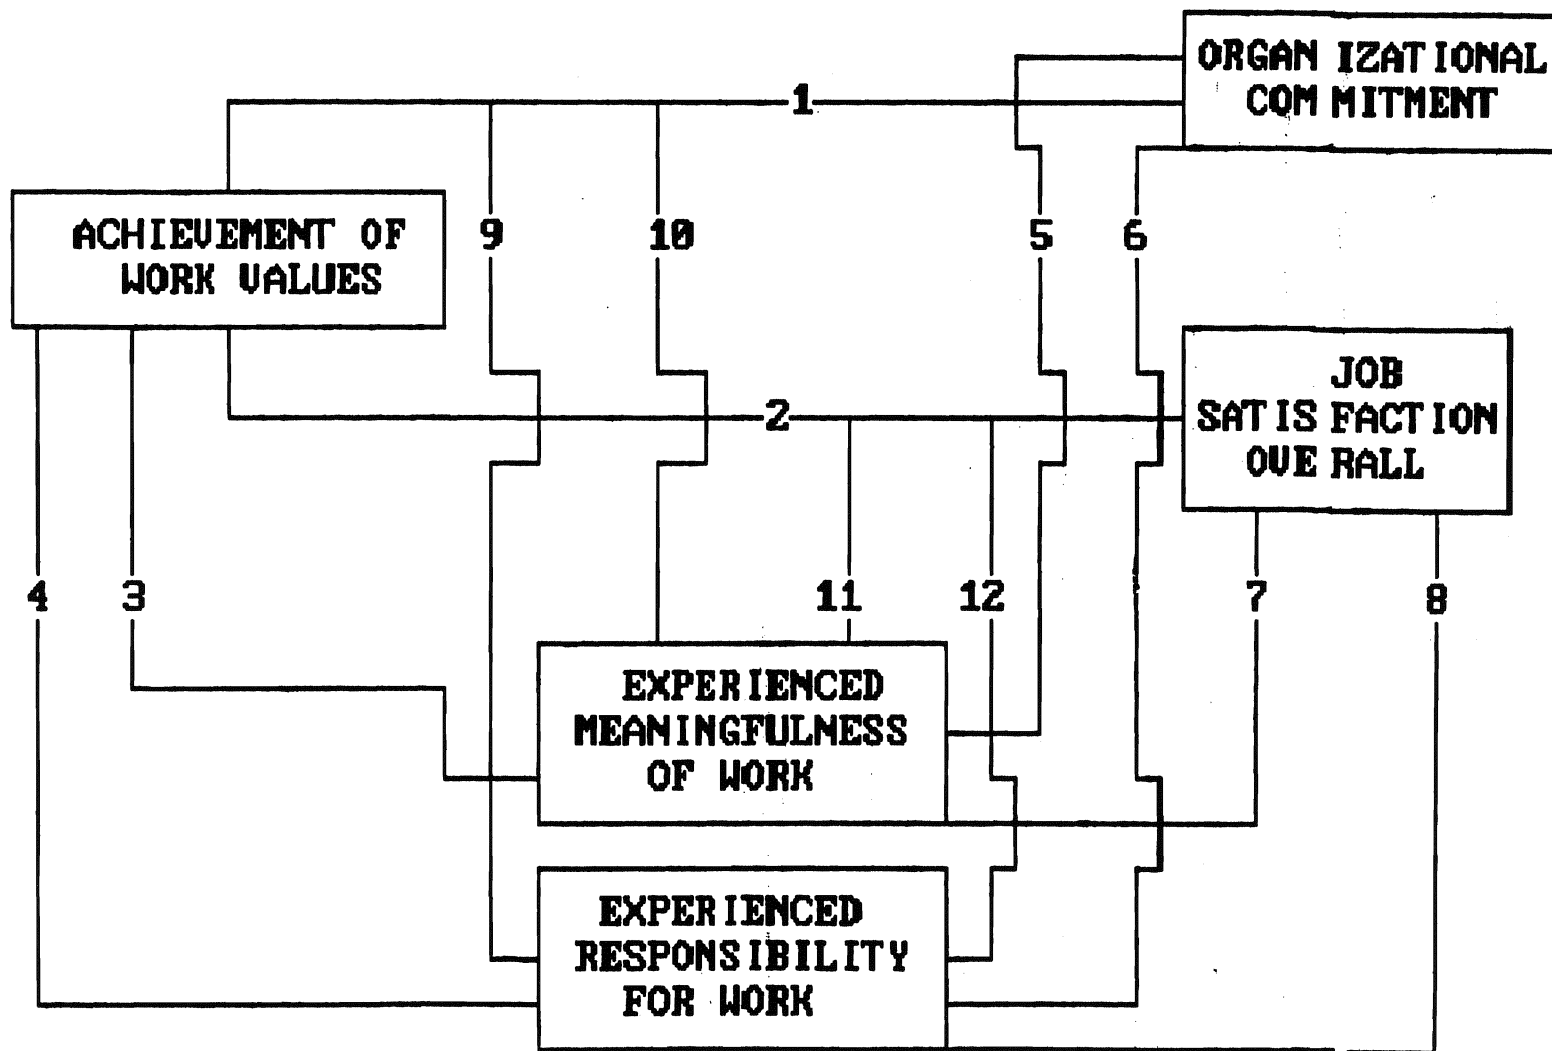 ORGANIZATIONAL
COMMITMENT
1
ACHIEVEMENT OF
WORK VALUES
9
10
5
6
JOB
SATISFACTION
OVERALL
2
4
3
11
12
7
8
EXPERIENCED
MEANINGFULNESS
OF WORK
EXPERIENCED
RESPONSIBILITY
FOR WORK